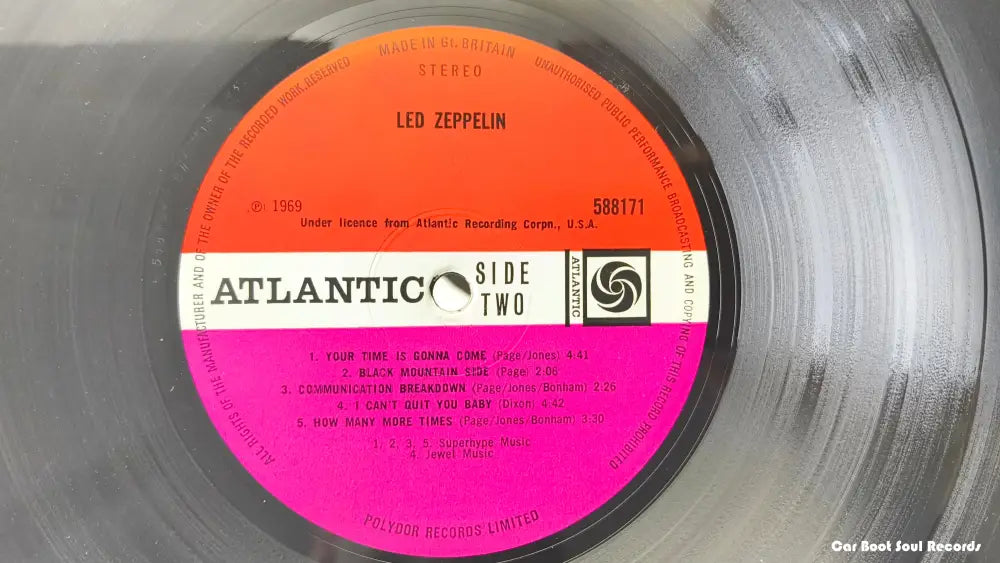 MADE IN Gt. BRITAIN
STEREO
ALL RIGHTS OF THE MANUFACTURER AND OF THE OWNER OF THE RECORDED WORK RESERVED
UNAUTHORISED PUBLIC PERFORMANCE BROADCASTING AND COPYING OF THIS RECORD PROHIBITED
LED ZEPPELIN
℗ 1969
588171
Under licence from Atlantic Recording Corpn., U.S.A.
ATLANTIC
SIDE
TWO
ATLANTIC
1. YOUR TIME IS GONNA COME (Page/Jones) 4:41
2. BLACK MOUNTAIN SIDE (Page) 2:06
3. COMMUNICATION BREAKDOWN (Page/Jones/Bonham) 2:26
4. I CAN'T QUIT YOU BABY (Dixon) 4:42
5. HOW MANY MORE TIMES (Page/Jones/Bonham) 3:30
1, 2, 3, 5. Superhype Music
4. Jewel Music
POLYDOR RECORDS LIMITED
Car Boot Soul Records